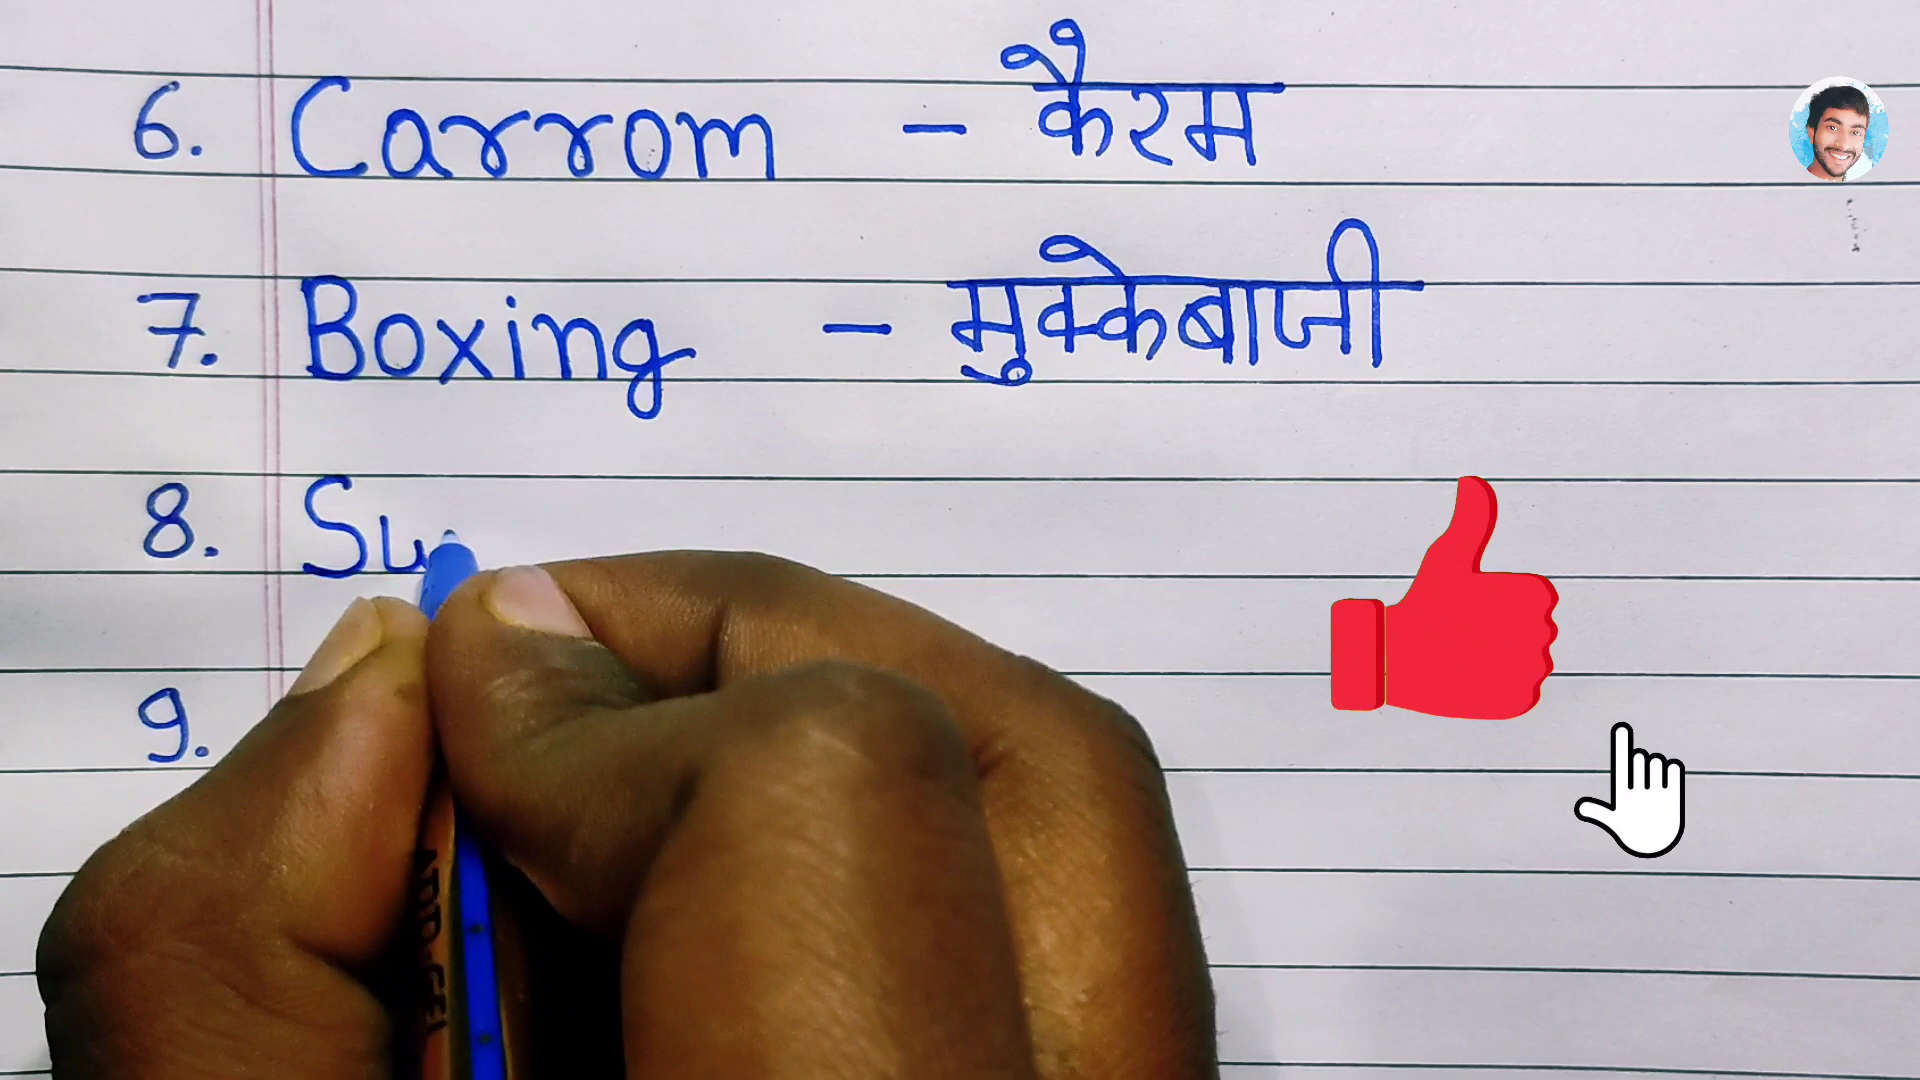 6. Carrom - कैरम
7. Boxing - मुक्केबाजी
8. Su
9.